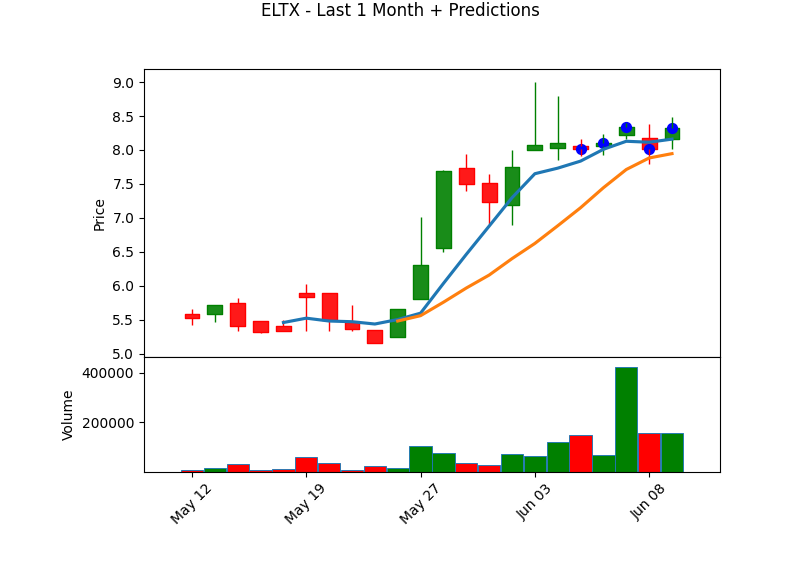 ELTX - Last 1 Month + Predictions
9.0
8.5
8.0
7.5
7.0
6.5
6.0
5.5
5.0
Price
400000
200000
Volume
May 12
May 19
May 27
Jun 03
Jun 08